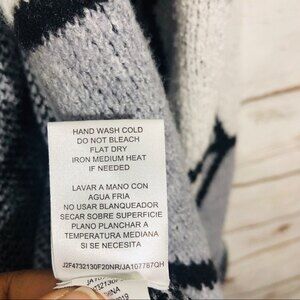 HAND WASH COLD
DO NOT BLEACH
FLAT DRY
IRON MEDIUM HEAT
IF NEEDED
LAVAR A MANO CON
AGUA FRIA
NO USAR BLANQUEADOR
SECAR SOBRE SUPERFICIE
PLANO PLANCHAR A
TEMPERATURA MEDIANA
SI SE NECESITA
J2F4732130F20NR/JA107787QH